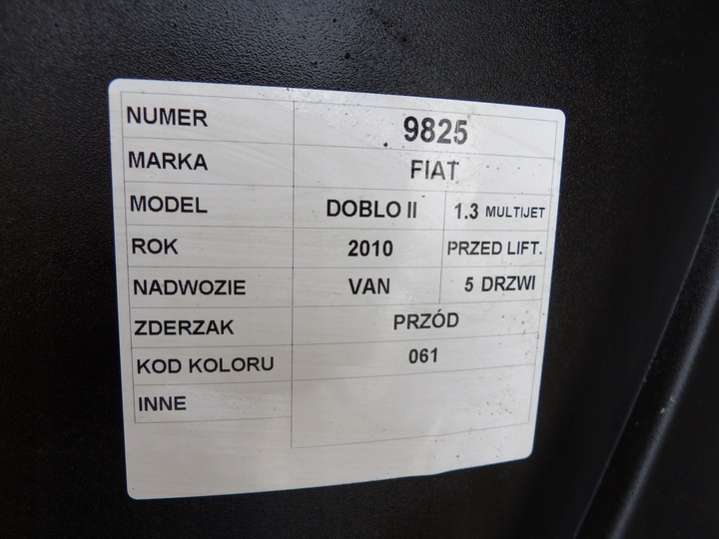 NUMER 9825
MARKA FIAT
MODEL DOBLO II 1.3 MULTIJET
ROK 2010 PRZED LIFT.
NADWOZIE VAN 5 DRZWI
ZDERZAK PRZÓD
KOD KOLORU 061
INNE